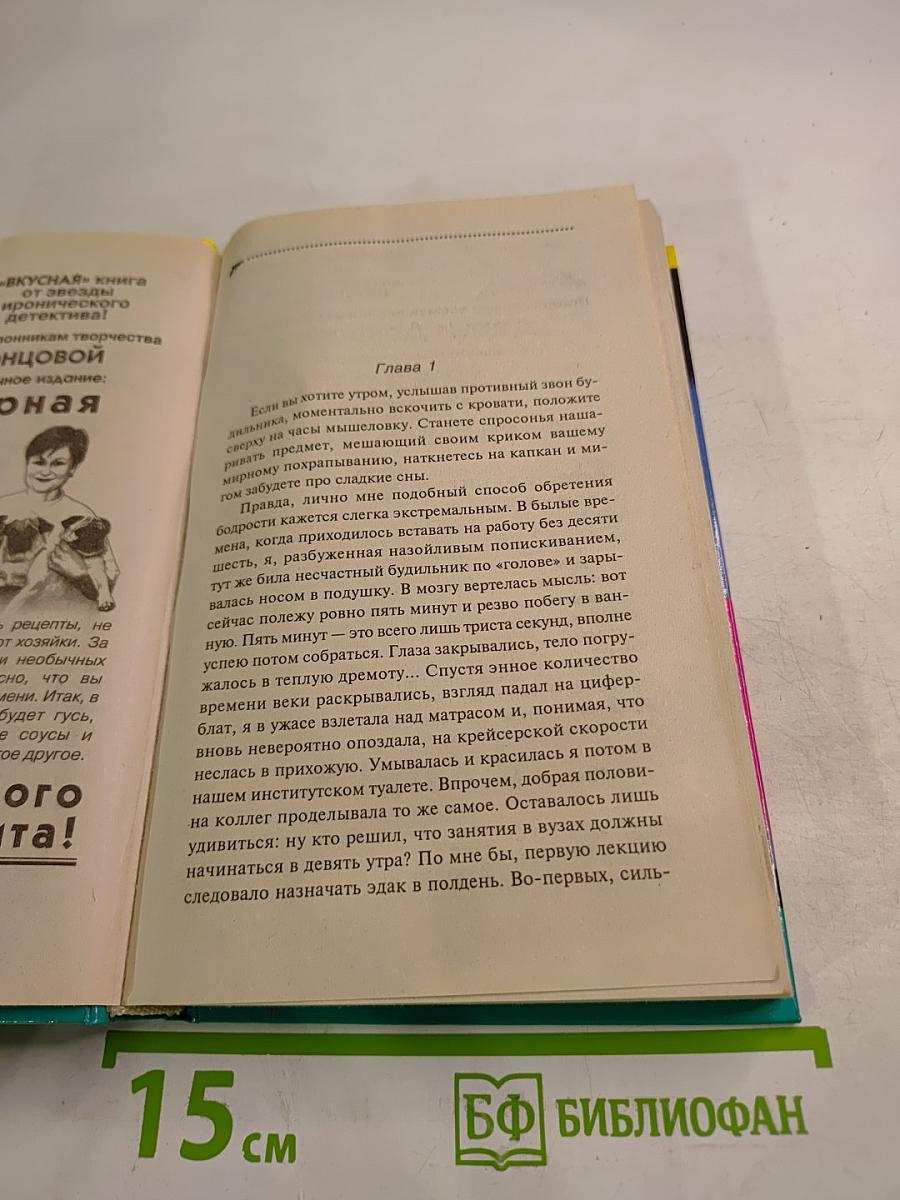 «ВКУСНАЯ» книга
от звезды
иронического
детектива!
онникам творчества
НЦОВОЙ
ное издание:
рная
ь рецепты, не
от хозяйки. За
и необычных
сно, что вы
мени. Итак, в
будет гусь,
е соусы и
гое другое.
ого
ита!
Глава 1
Если вы хотите утром, услышав противный звон бу-
дильника, моментально вскочить с кровати, положите
сверху на часы мышеловку. Станете спросонья наша-
ривать предмет, мешающий своим криком вашему
мирному похрапыванию, наткнетесь на капкан и ми-
гом забудете про сладкие сны.
Правда, лично мне подобный способ обретения
бодрости кажется слегка экстремальным. В былые вре-
мена, когда приходилось вставать на работу без десяти
шесть, я, разбуженная назойливым попискиванием,
тут же била несчастный будильник по «голове» и зары-
валась носом в подушку. В мозгу вертелась мысль: вот
сейчас полежу ровно пять минут и резво побегу в ван-
ную. Пять минут — это всего лишь триста секунд, вполне
успею потом собраться. Глаза закрывались, тело погру-
жалось в теплую дремоту... Спустя энное количество
времени веки раскрывались, взгляд падал на цифер-
блат, я в ужасе взлетала над матрасом и, понимая, что
вновь невероятно опоздала, на крейсерской скорости
неслась в прихожую. Умывалась и красилась я потом в
нашем институтском туалете. Впрочем, добрая полови-
на коллег проделывала то же самое. Оставалось лишь
удивиться: ну кто решил, что занятия в вузах должны
начинаться в девять утра? По мне бы, первую лекцию
следовало назначать эдак в полдень. Во-первых, силь-
15 см
БФ БИБЛИОФАН